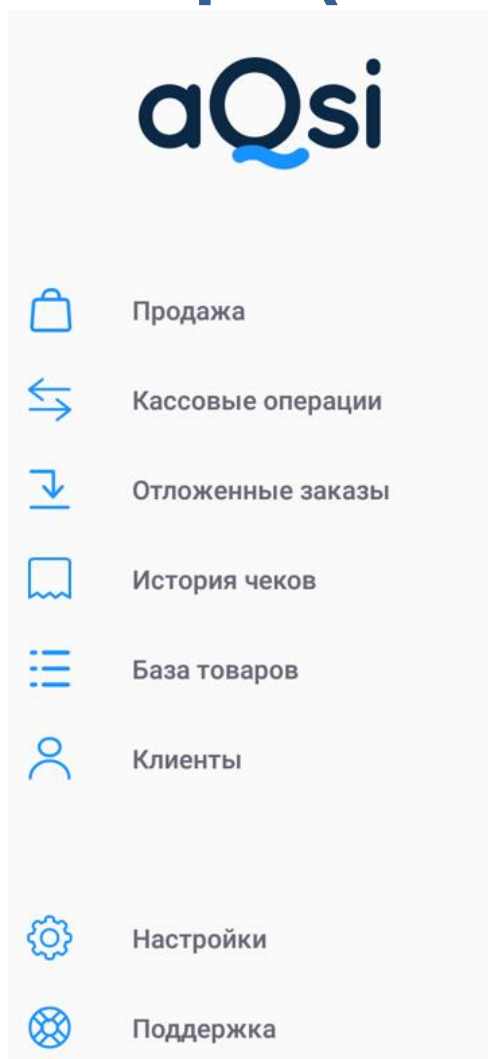 aQsi
Продажа
Кассовые операции
Отложенные заказы
История чеков
База товаров
Клиенты
Настройки
Поддержка